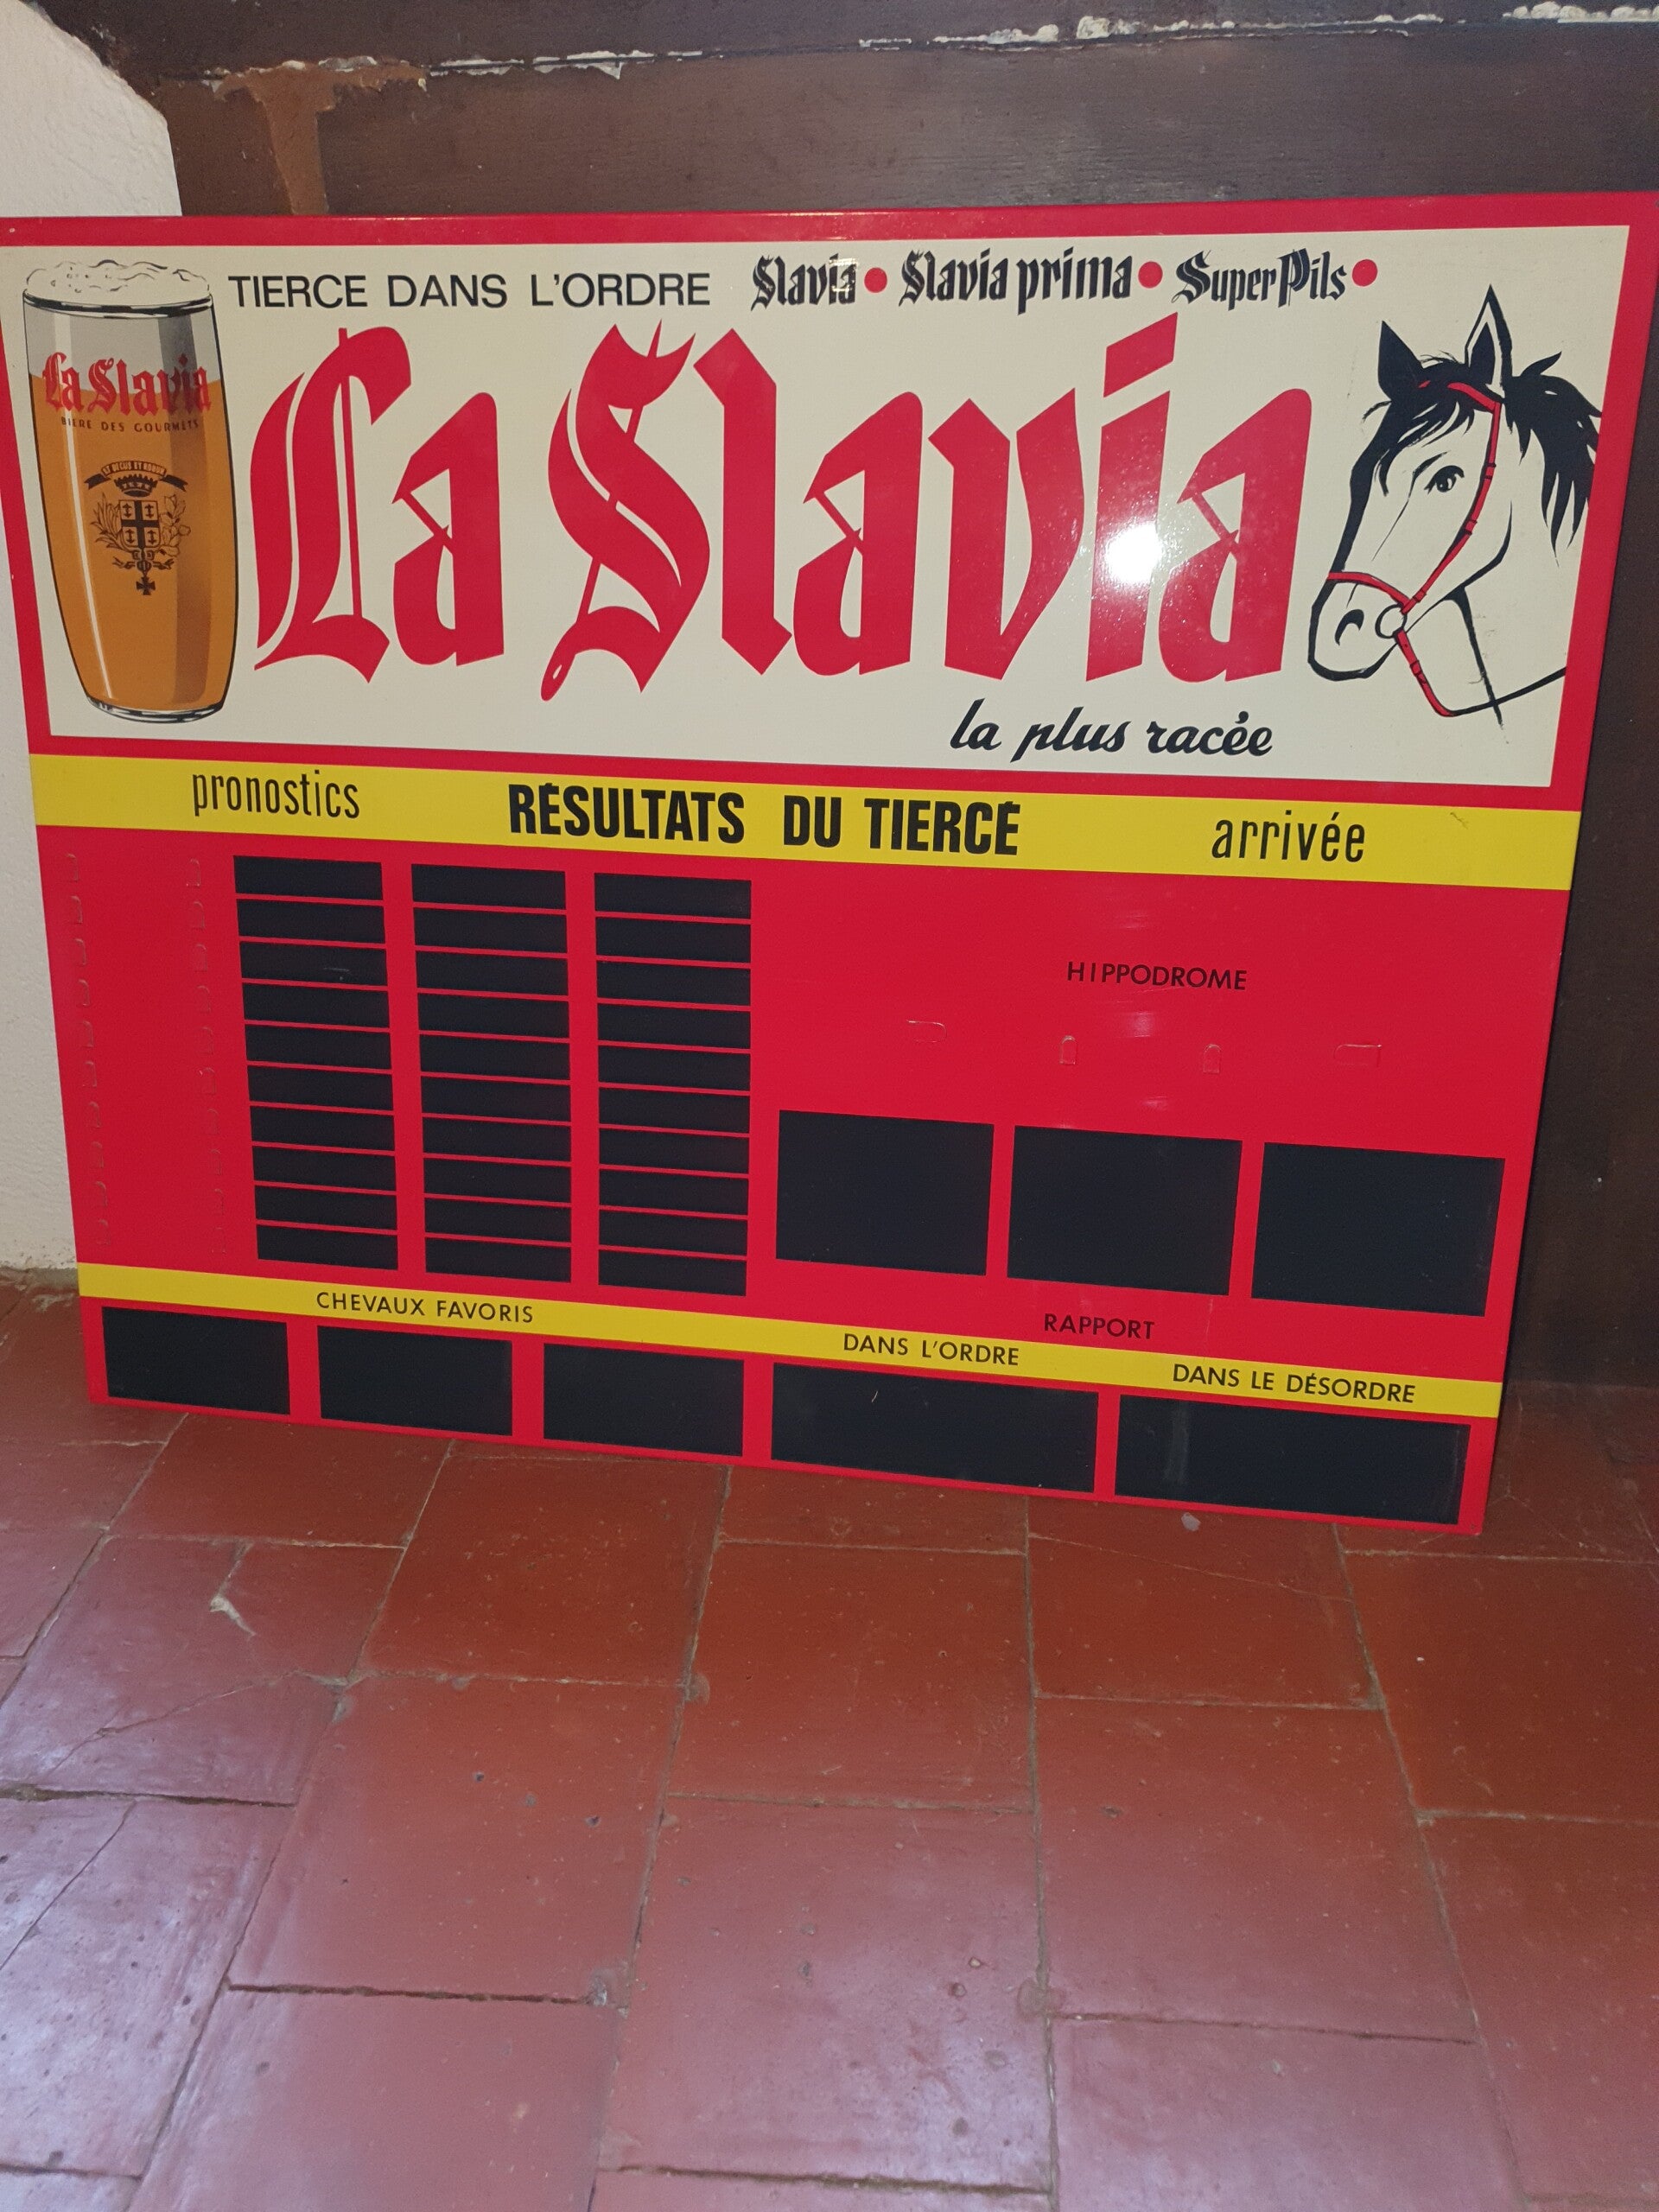 TIERCE DANS L'ORDRE Slavia • Slavia prima • Super Pils •
La Slavia
BIÈRE DES GOURMETS
La Slavia
la plus racée
pronostics RÉSULTATS DU TIERCÉ arrivée
HIPPODROME
CHEVAUX FAVORIS
RAPPORT
DANS L'ORDRE
DANS LE DÉSORDRE